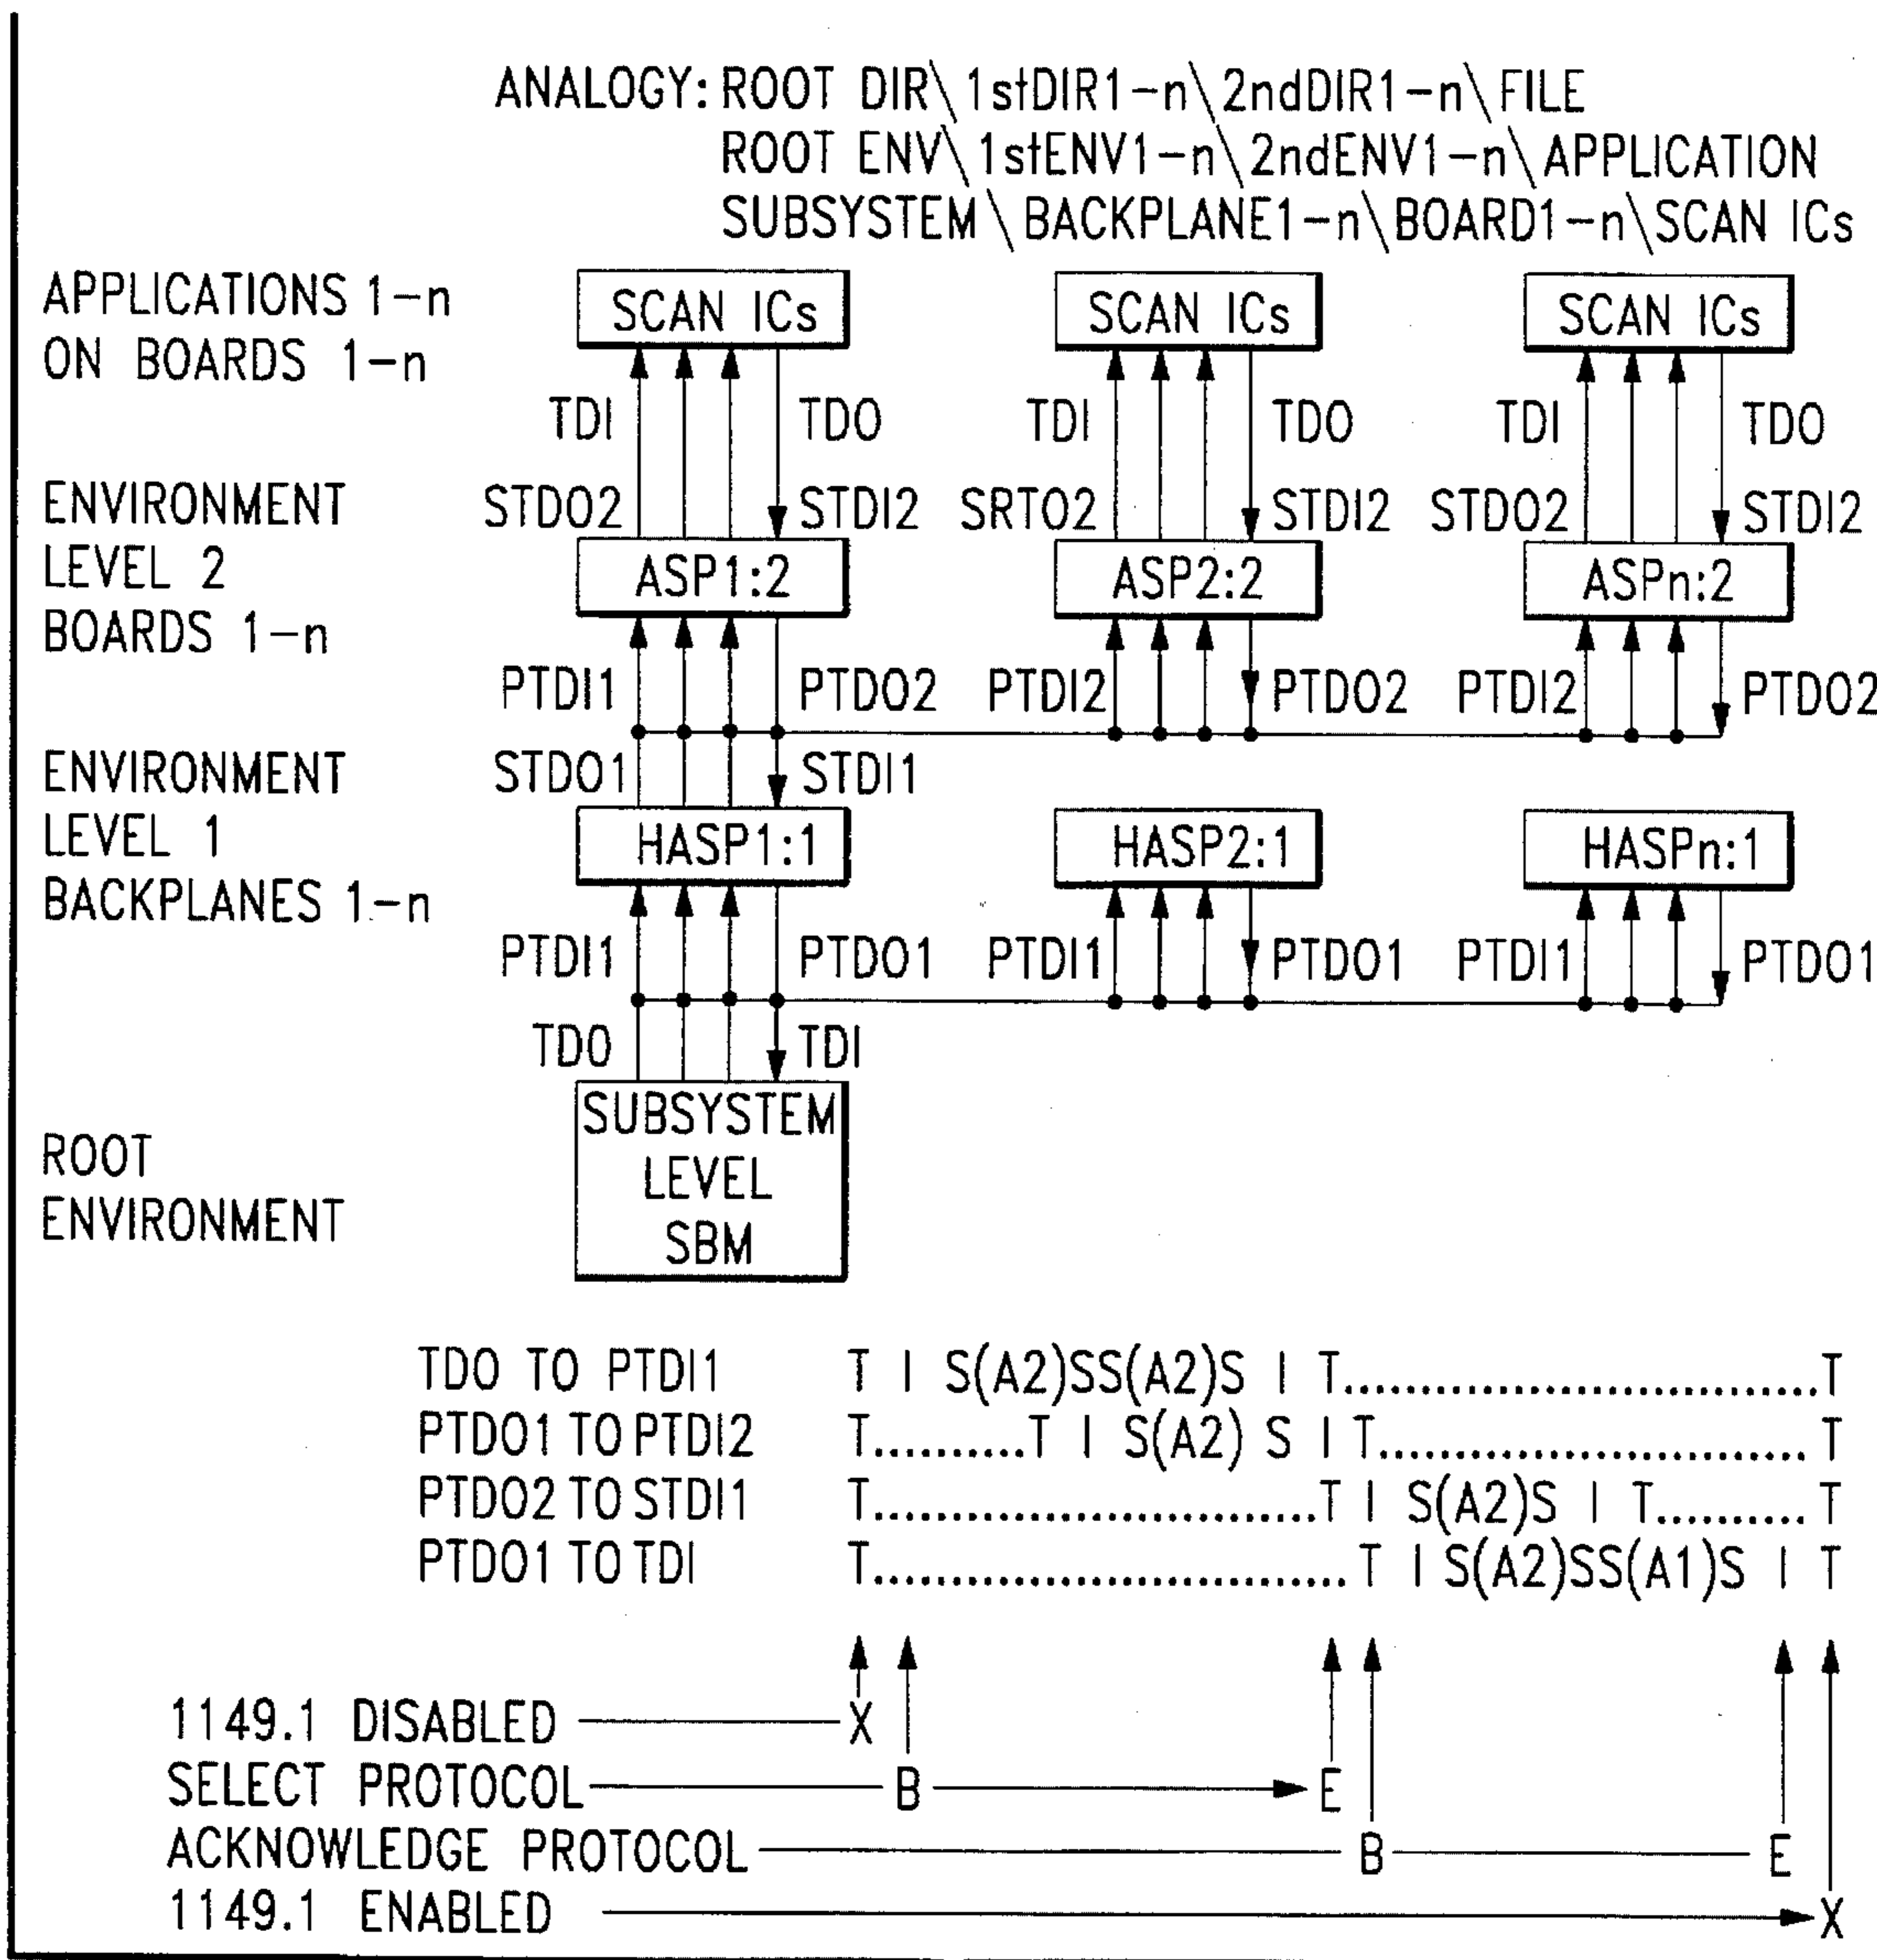 ANALOGY: ROOT DIR\1stDIR1-n\2ndDIR1-n\FILE
ROOT ENV\1stENV1-n\2ndENV1-n\APPLICATION
SUBSYSTEM\BACKPLANE1-n\BOARD1-n\SCAN ICs
APPLICATIONS 1-n
ON BOARDS 1-n
SCAN ICs SCAN ICs SCAN ICs
TDI TDO TDI TDO TDI TDO
ENVIRONMENT
LEVEL 2
BOARDS 1-n
STDO2 STDI2 SRTO2 STDI2 STDO2 STDI2
ASP1:2 ASP2:2 ASPn:2
PTDI1 PTDO2 PTDI2 PTDO2 PTDI2 PTDO2
ENVIRONMENT
LEVEL 1
BACKPLANES 1-n
STDO1 STDI1
HASP1:1 HASP2:1 HASPn:1
PTDI1 PTDO1 PTDI1 PTDO1 PTDI1 PTDO1
TDO TDI
ROOT
ENVIRONMENT
SUBSYSTEM
LEVEL
SBM
TDO TO PTDI1 T I S(A2)SS(A2)S I T...............................T
PTDO1 TO PTDI2 T..........T I S(A2) S I T............................ T
PTDO2 TO STDI1 T.............................T I S(A2)S I T.......... T
PTDO1 TO TDI T............................... T I S(A2)SS(A1)S I T
1149.1 DISABLED X
SELECT PROTOCOL B E
ACKNOWLEDGE PROTOCOL B E
1149.1 ENABLED X